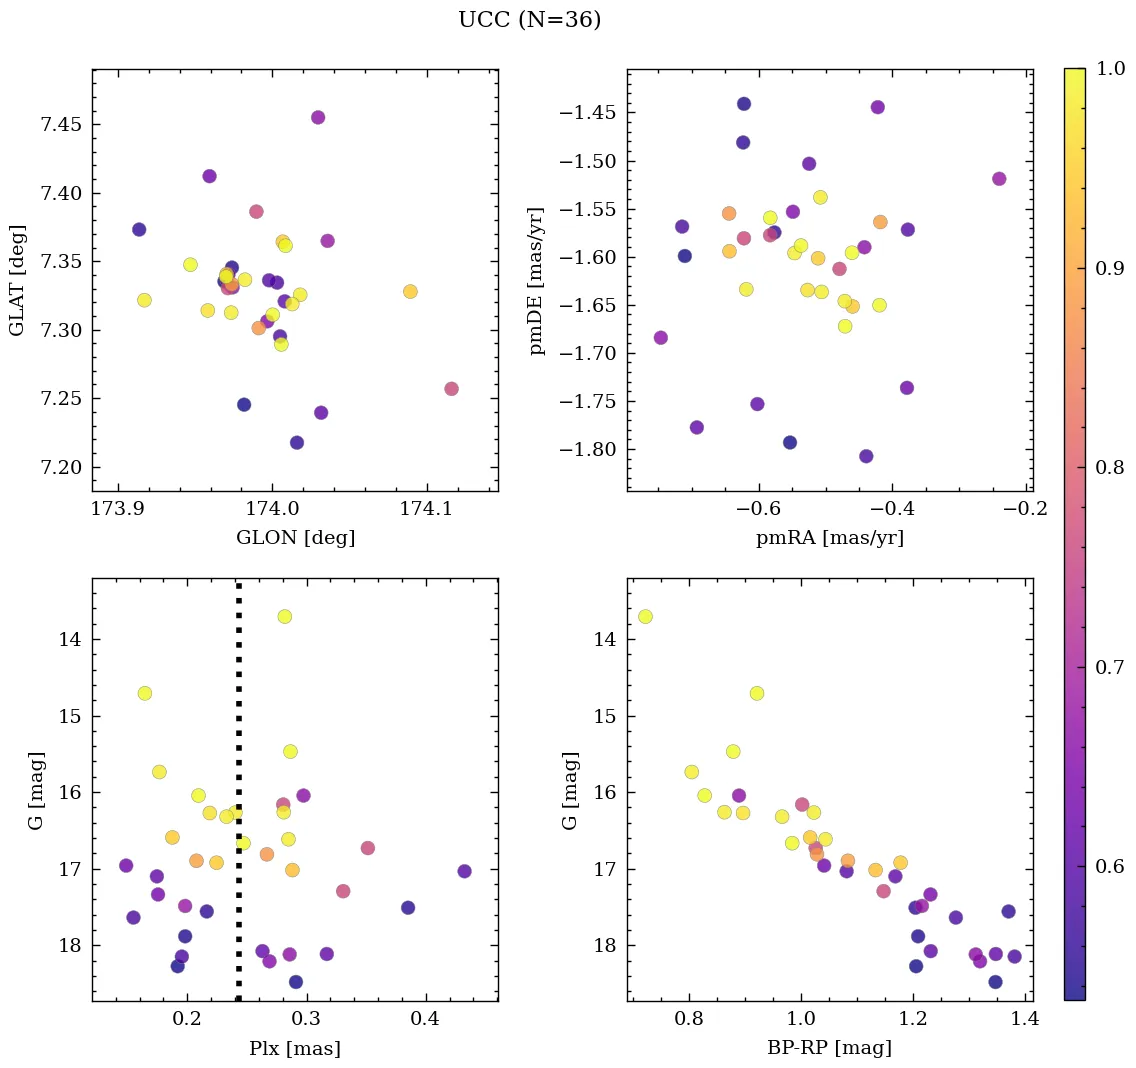 UCC (N=36)
7.45
7.40
7.35
7.30
7.25
7.20
GLAT [deg]
173.9 174.0 174.1
GLON [deg]
−1.45
−1.50
−1.55
−1.60
−1.65
−1.70
−1.75
−1.80
pmDE [mas/yr]
−0.6 −0.4 −0.2
pmRA [mas/yr]
14
15
16
17
18
G [mag]
0.2 0.3 0.4
Plx [mas]
14
15
16
17
18
G [mag]
0.8 1.0 1.2 1.4
BP-RP [mag]
1.0
0.9
0.8
0.7
0.6